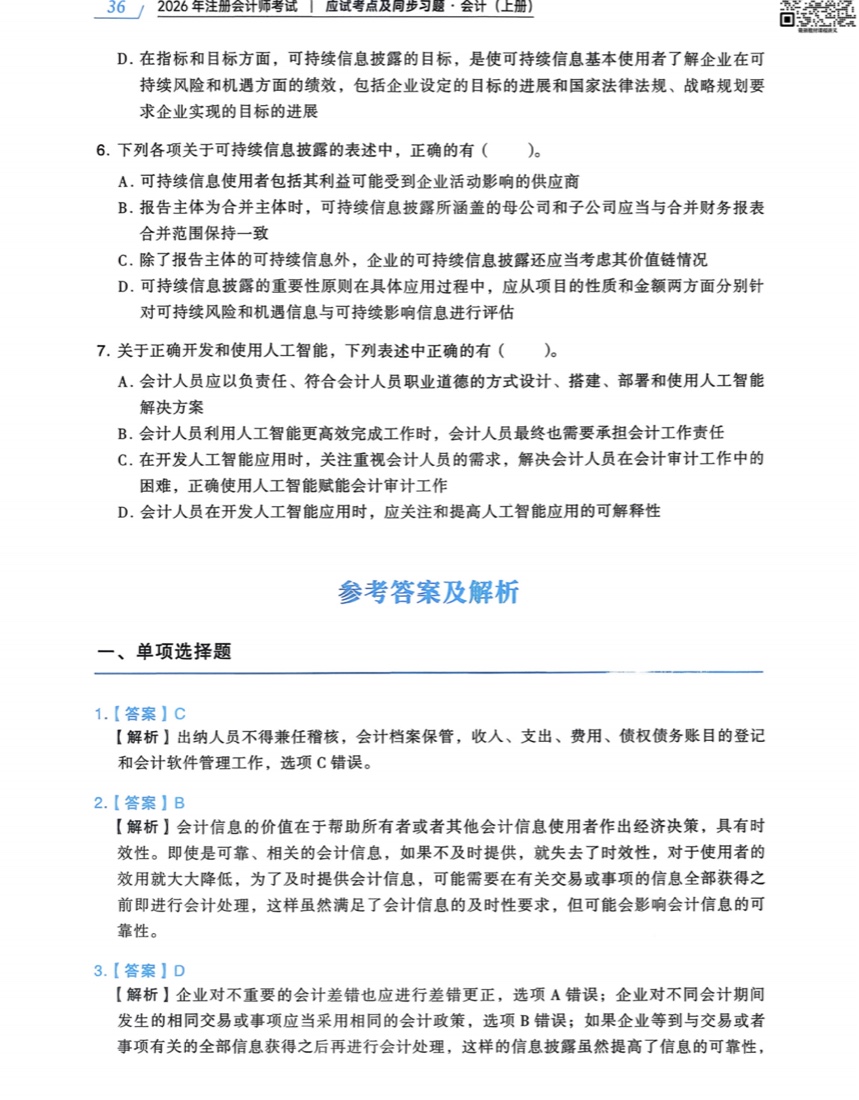 36 2026 年注册会计师考试 | 应试考点及同步习题·会计（上册）
D. 在指标和目标方面，可持续信息披露的目标，是使可持续信息基本使用者了解企业在可
持续风险和机遇方面的绩效，包括企业设定的目标的进展和国家法律法规、战略规划要
求企业实现的目标的进展
6. 下列各项关于可持续信息披露的表述中，正确的有（　　）。
A. 可持续信息使用者包括其利益可能受到企业活动影响的供应商
B. 报告主体为合并主体时，可持续信息披露所涵盖的母公司和子公司应当与合并财务报表
合并范围保持一致
C. 除了报告主体的可持续信息外，企业的可持续信息披露还应当考虑其价值链情况
D. 可持续信息披露的重要性原则在具体应用过程中，应从项目的性质和金额两方面分别针
对可持续风险和机遇信息与可持续影响信息进行评估
7. 关于正确开发和使用人工智能，下列表述中正确的有（　　）。
A. 会计人员应以负责任、符合会计人员职业道德的方式设计、搭建、部署和使用人工智能
解决方案
B. 会计人员利用人工智能更高效完成工作时，会计人员最终也需要承担会计工作责任
C. 在开发人工智能应用时，关注重视会计人员的需求，解决会计人员在会计审计工作中的
困难，正确使用人工智能赋能会计审计工作
D. 会计人员在开发人工智能应用时，应关注和提高人工智能应用的可解释性
参考答案及解析
一、单项选择题
1.【答案】C
【解析】出纳人员不得兼任稽核，会计档案保管，收入、支出、费用、债权债务账目的登记
和会计软件管理工作，选项 C 错误。
2.【答案】B
【解析】会计信息的价值在于帮助所有者或者其他会计信息使用者作出经济决策，具有时
效性。即使是可靠、相关的会计信息，如果不及时提供，就失去了时效性，对于使用者的
效用就大大降低，为了及时提供会计信息，可能需要在有关交易或事项的信息全部获得之
前即进行会计处理，这样虽然满足了会计信息的及时性要求，但可能会影响会计信息的可
靠性。
3.【答案】D
【解析】企业对不重要的会计差错也应进行差错更正，选项 A 错误；企业对不同会计期间
发生的相同交易或事项应当采用相同的会计政策，选项 B 错误；如果企业等到与交易或者
事项有关的全部信息获得之后再进行会计处理，这样的信息披露虽然提高了信息的可靠性，